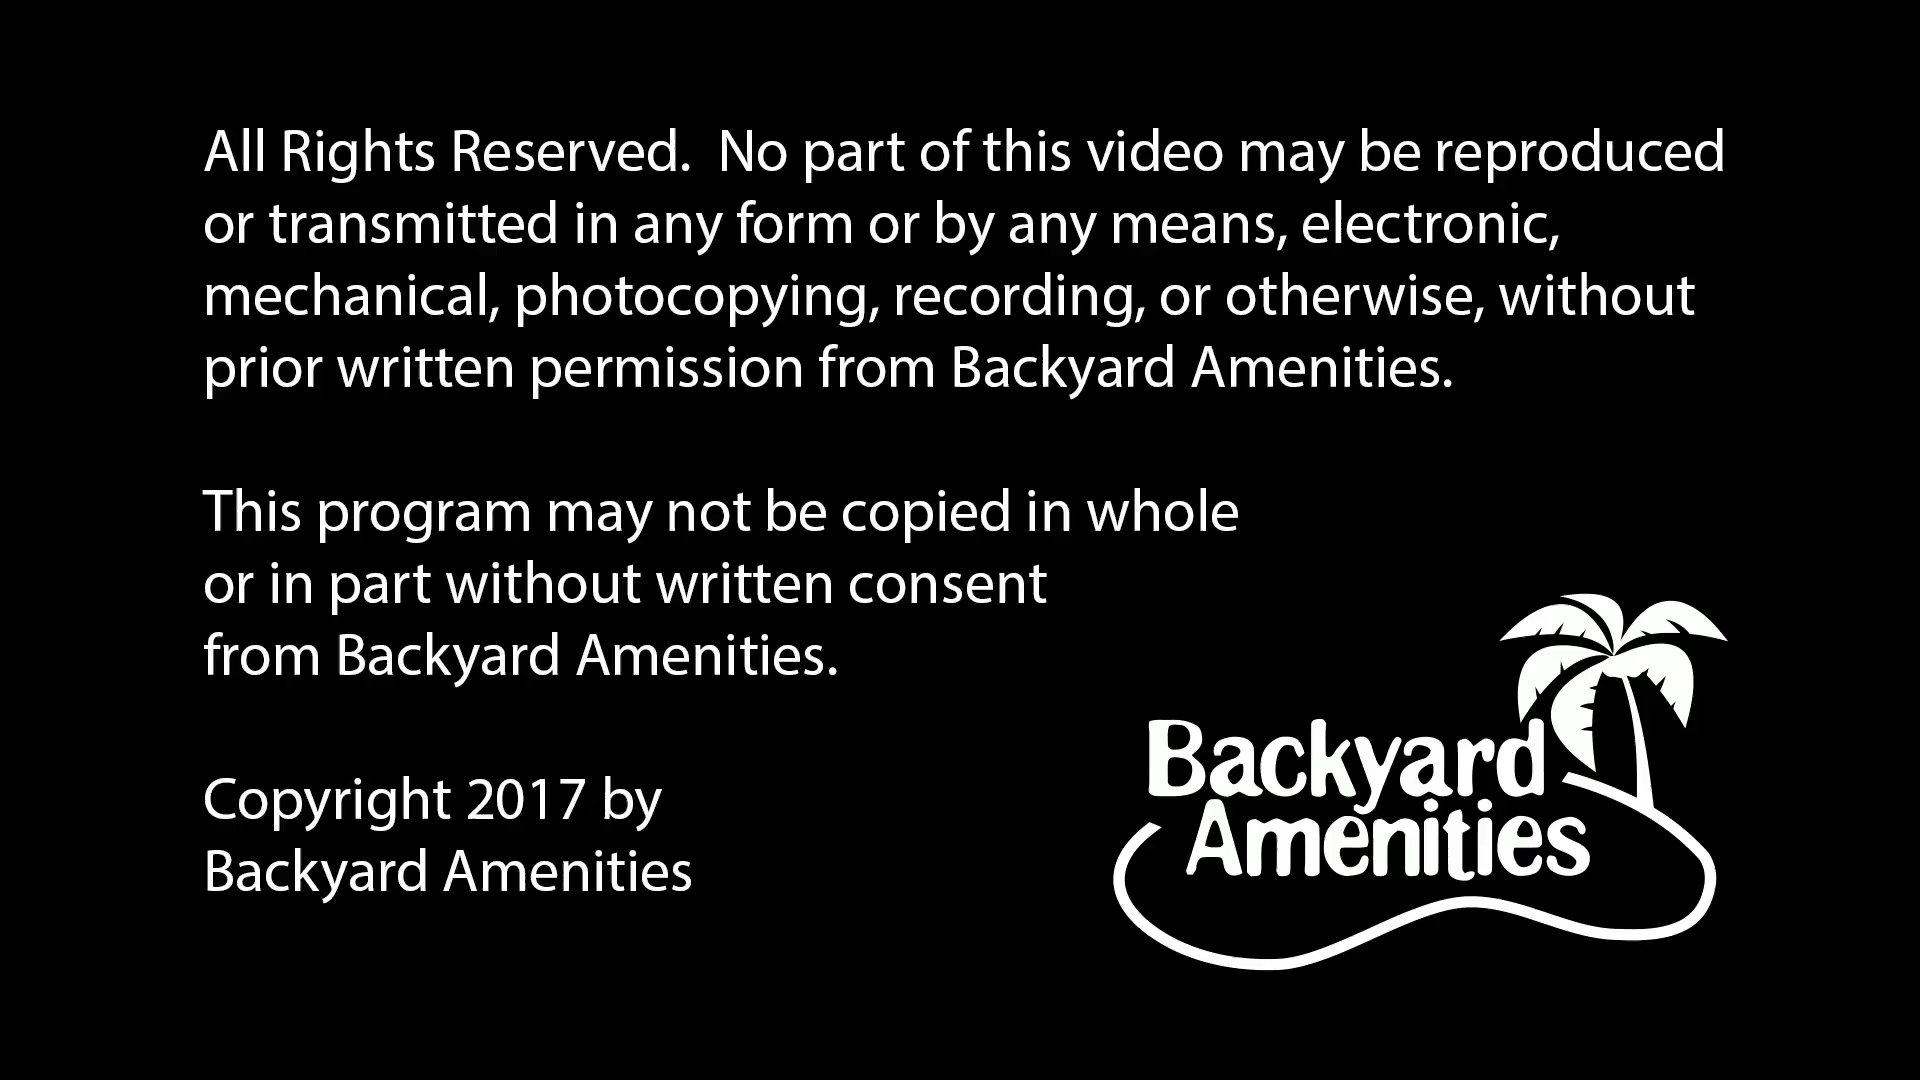 All Rights Reserved.  No part of this video may be reproduced
or transmitted in any form or by any means, electronic,
mechanical, photocopying, recording, or otherwise, without
prior written permission from Backyard Amenities.
This program may not be copied in whole
or in part without written consent
from Backyard Amenities.
Copyright 2017 by
Backyard Amenities
Backyard
Amenities